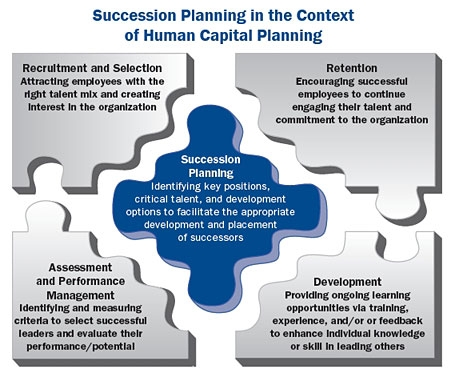 Succession Planning in the Context
of Human Capital Planning
Recruitment and Selection
Attracting employees with the
right talent mix and creating
interest in the organization
Retention
Encouraging successful
employees to continue
engaging their talent and
commitment to the organization
Succession
Planning
Identifying key positions,
critical talent, and development
options to facilitate the appropriate
development and placement
of successors
Assessment
and Performance
Management
Identifying and measuring
criteria to select successful
leaders and evaluate their
performance/potential
Development
Providing ongoing learning
opportunities via training,
experience, and/or or feedback
to enhance individual knowledge
or skill in leading others